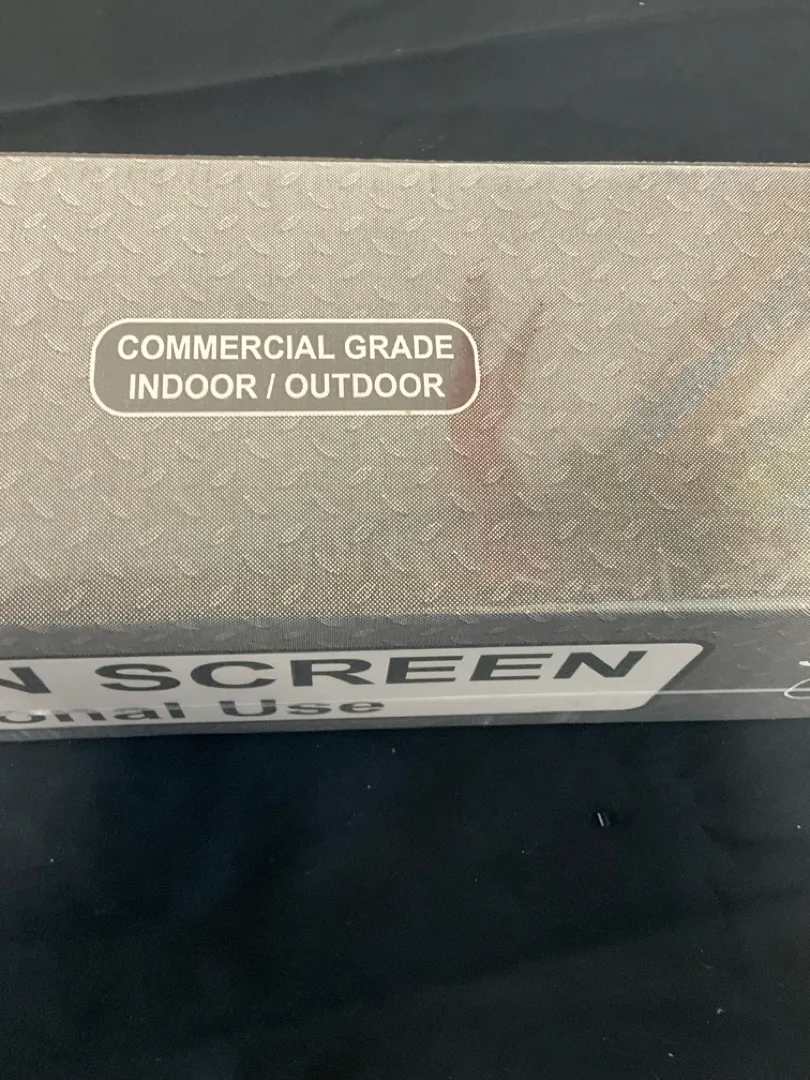 COMMERCIAL GRADE
INDOOR / OUTDOOR
N SCREEN
onal Use